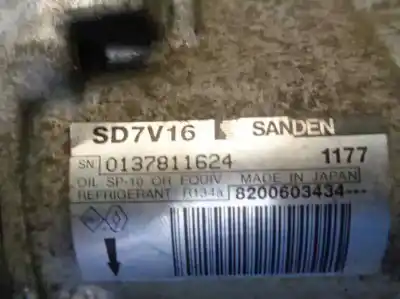 SD7V16 SANDEN
SN 0137811624 1177
OIL SP-10 OR EQUIV MADE IN JAPAN
REFRIGERANT R134a 8200603434---